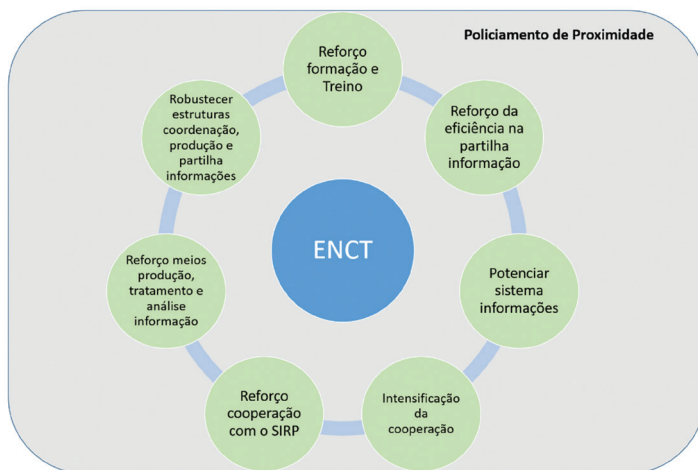 Policiamento de Proximidade
Reforço
formação e
Treino
Reforço da
eficiência na
partilha
informação
Potenciar
sistema
informações
Intensificação
da
cooperação
Reforço
cooperação
com o SIRP
Reforço meios
produção,
tratamento e
análise
informação
Robustecer
estruturas
coordenação,
produção e
partilha
informações
ENCT